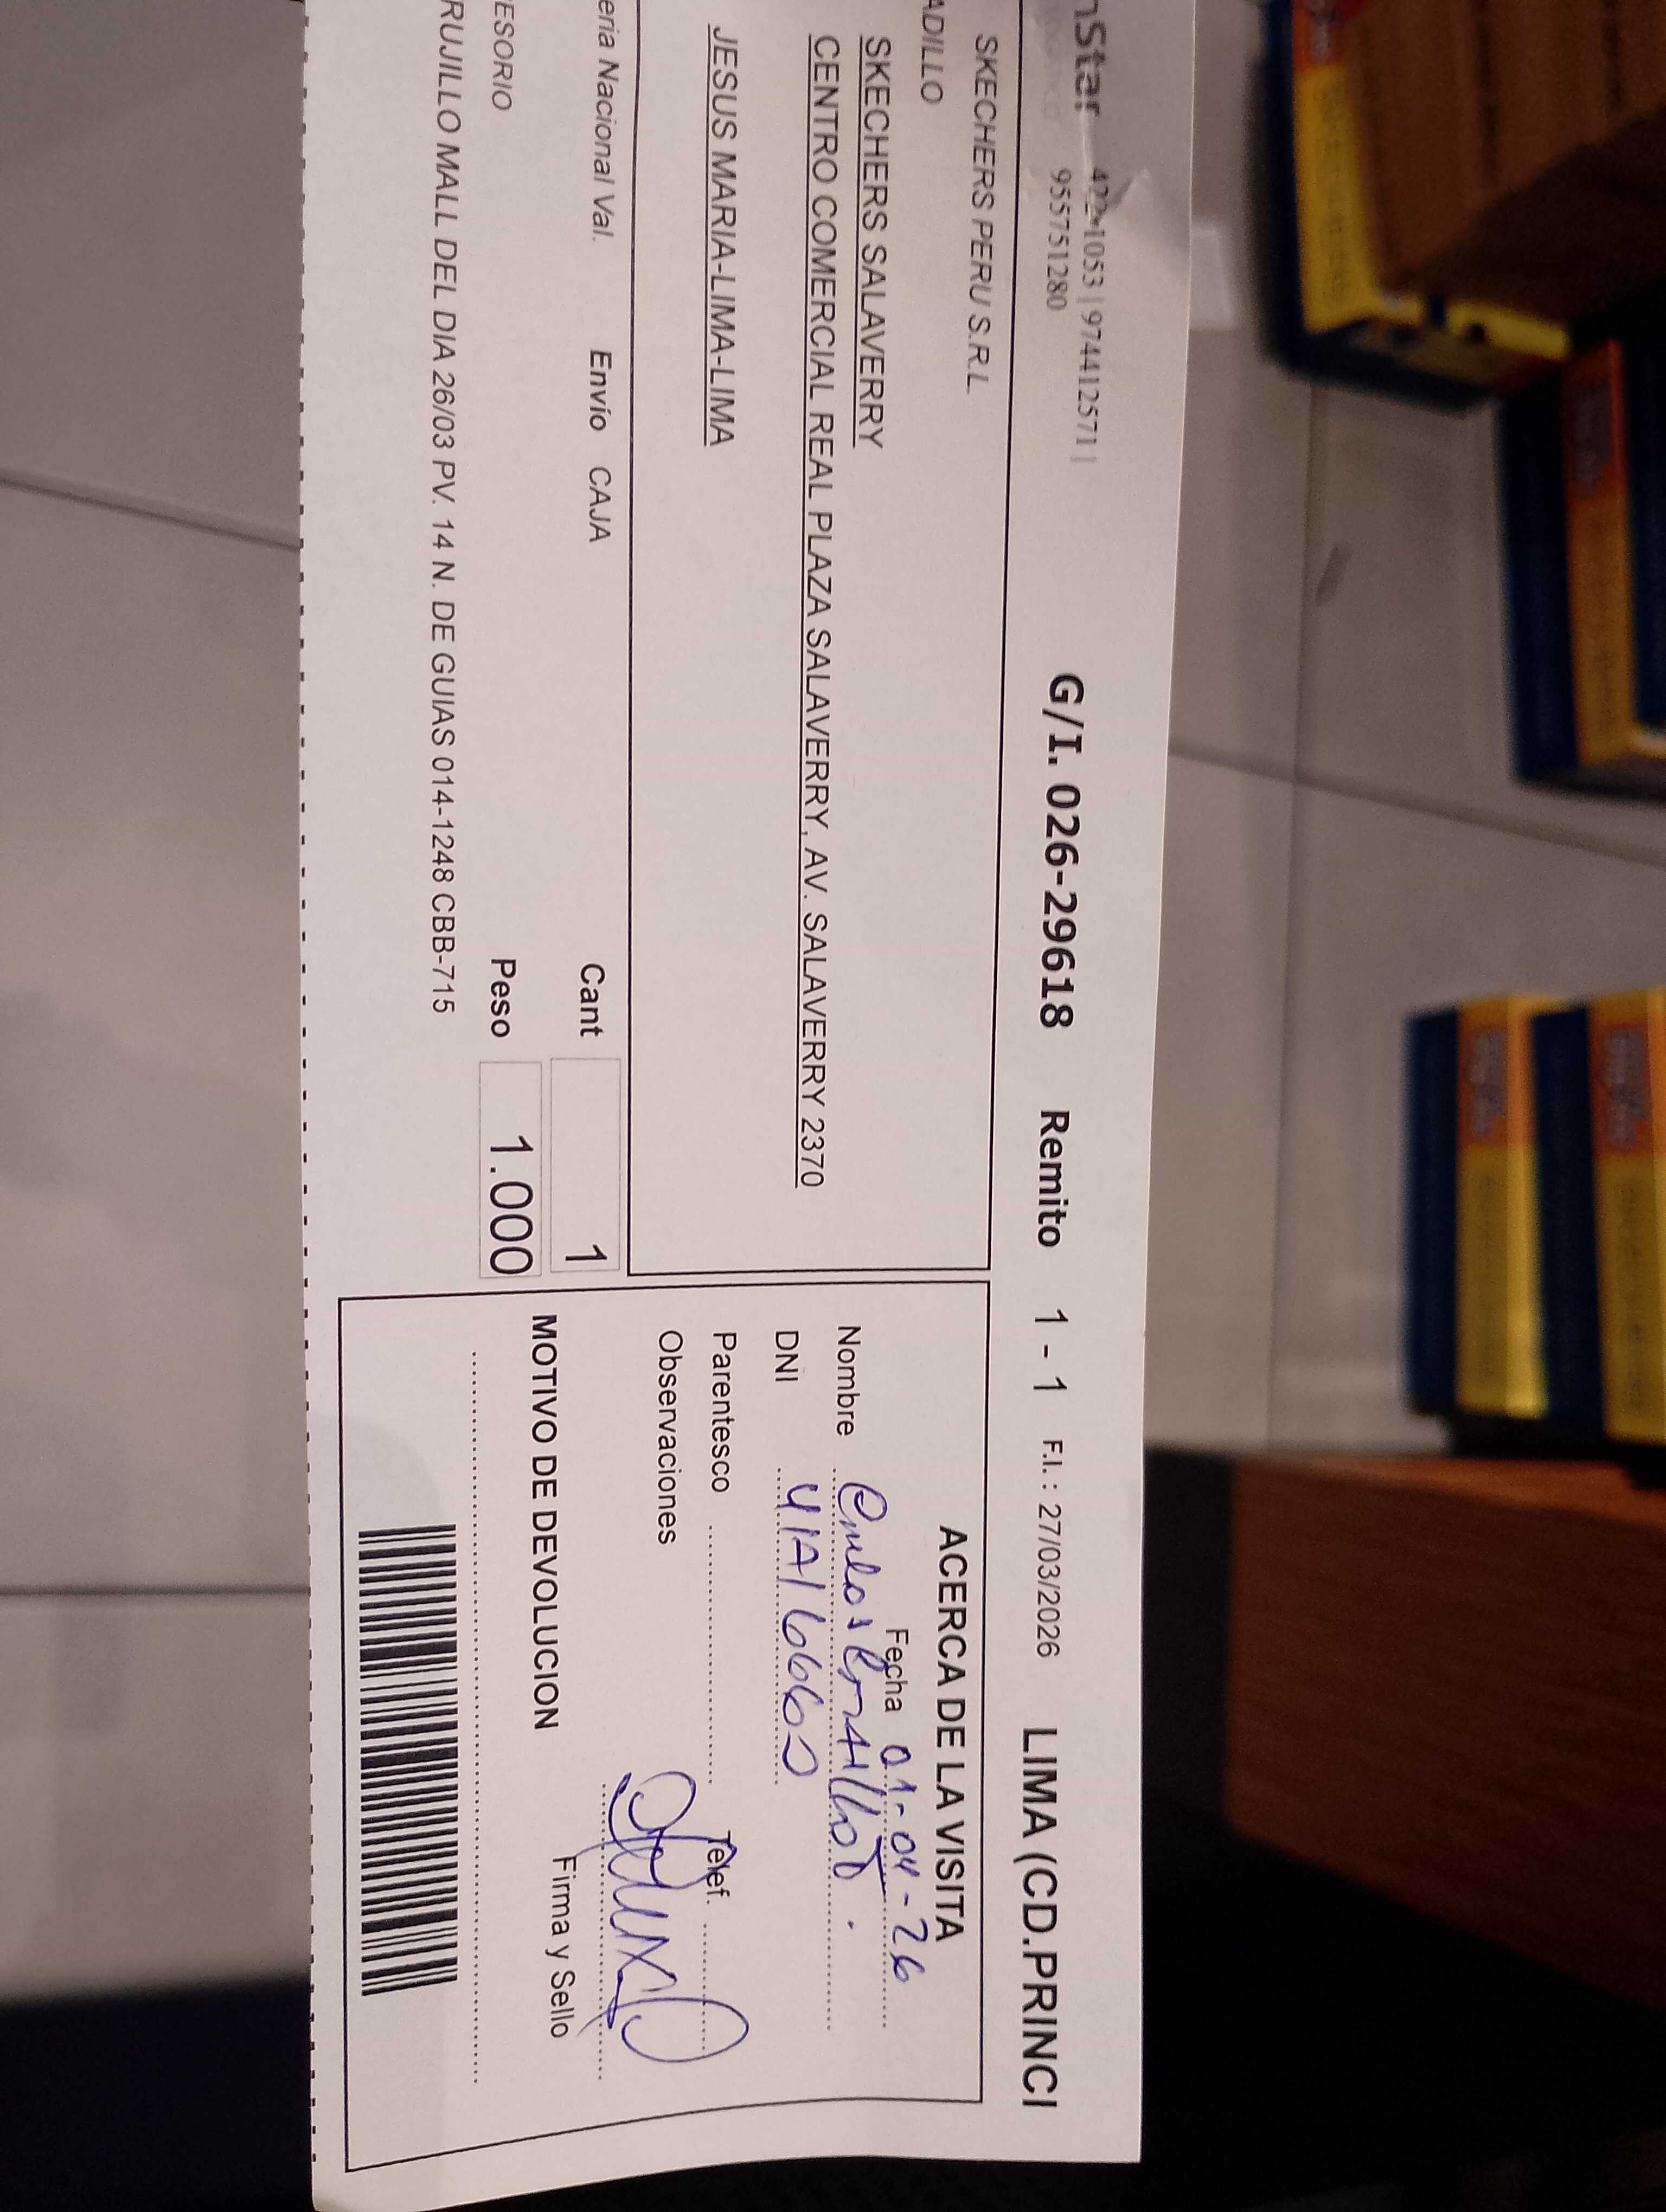 nStar 422-1053 | 974412571 |
955751280
G/I. 026-29618 Remito 1 - 1 F.I. : 27/03/2026 LIMA (CD.PRINCI
SKECHERS PERU S.R.L.
ADILLO
SKECHERS SALAVERRY
CENTRO COMERCIAL REAL PLAZA SALAVERRY, AV. SALAVERRY 2370
JESUS MARIA-LIMA-LIMA
eria Nacional Val. Envío CAJA Cant 1
ESORIO Peso 1.000
RUJILLO MALL DEL DIA 26/03 PV. 14 N. DE GUIAS 014-1248 CBB-715
ACERCA DE LA VISITA
Fecha 01-04-26
Nombre
DNI
Parentesco Telef.
Observaciones
Firma y Sello
MOTIVO DE DEVOLUCION